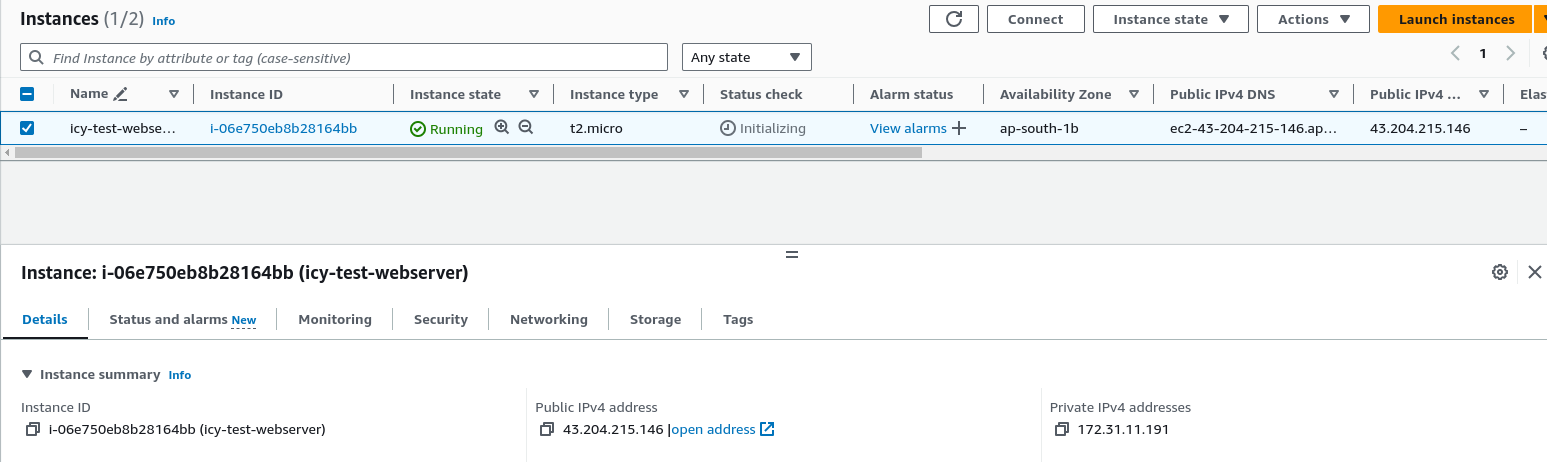 Instances (1/2) Info
Connect
Instance state
Actions
Launch instances
Find Instance by attribute or tag (case-sensitive)
Any state
1
Name
Instance ID
Instance state
Instance type
Status check
Alarm status
Availability Zone
Public IPv4 DNS
Public IPv4 ...
Elas
icy-test-webse...
i-06e750eb8b28164bb
Running
t2.micro
Initializing
View alarms +
ap-south-1b
ec2-43-204-215-146.ap...
43.204.215.146
–
Instance: i-06e750eb8b28164bb (icy-test-webserver)
Details
Status and alarms New
Monitoring
Security
Networking
Storage
Tags
Instance summary Info
Instance ID
i-06e750eb8b28164bb (icy-test-webserver)
Public IPv4 address
43.204.215.146 |open address
Private IPv4 addresses
172.31.11.191